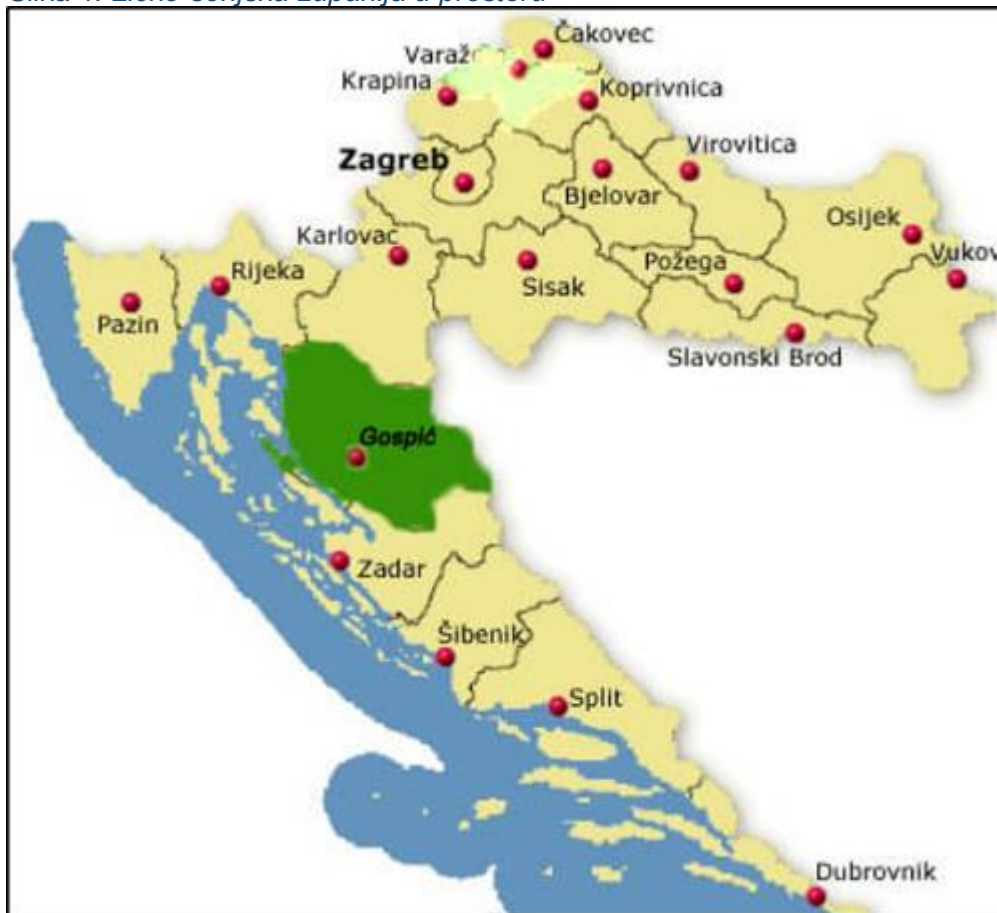 Čakovec
Krapina
Koprivnica
Zagreb
Virovitica
Bjelovar
Osijek
Karlovac
Rijeka
Sisak
Požega
Pazin
Slavonski Brod
Gospić
Zadar
Šibenik
Split
Dubrovnik